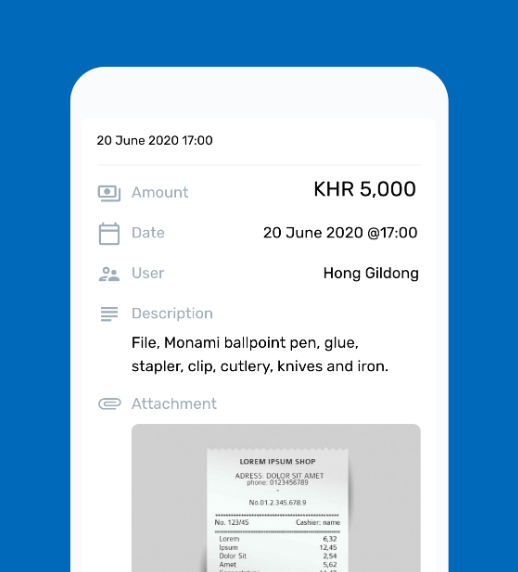 20 June 2020 17:00
Amount KHR 5,000
Date 20 June 2020 @17:00
User Hong Gildong
Description
File, Monami ballpoint pen, glue,
stapler, clip, cutlery, knives and iron.
Attachment
LOREM IPSUM SHOP
ADRESS: DOLOR SIT AMET
phone: 0123456789
No.01.2.345.678.9
No. 123/45 Cashier: name
Lorem 6,32
Ipsum 12,45
Dolor Sit 2,54
Amet 5,62